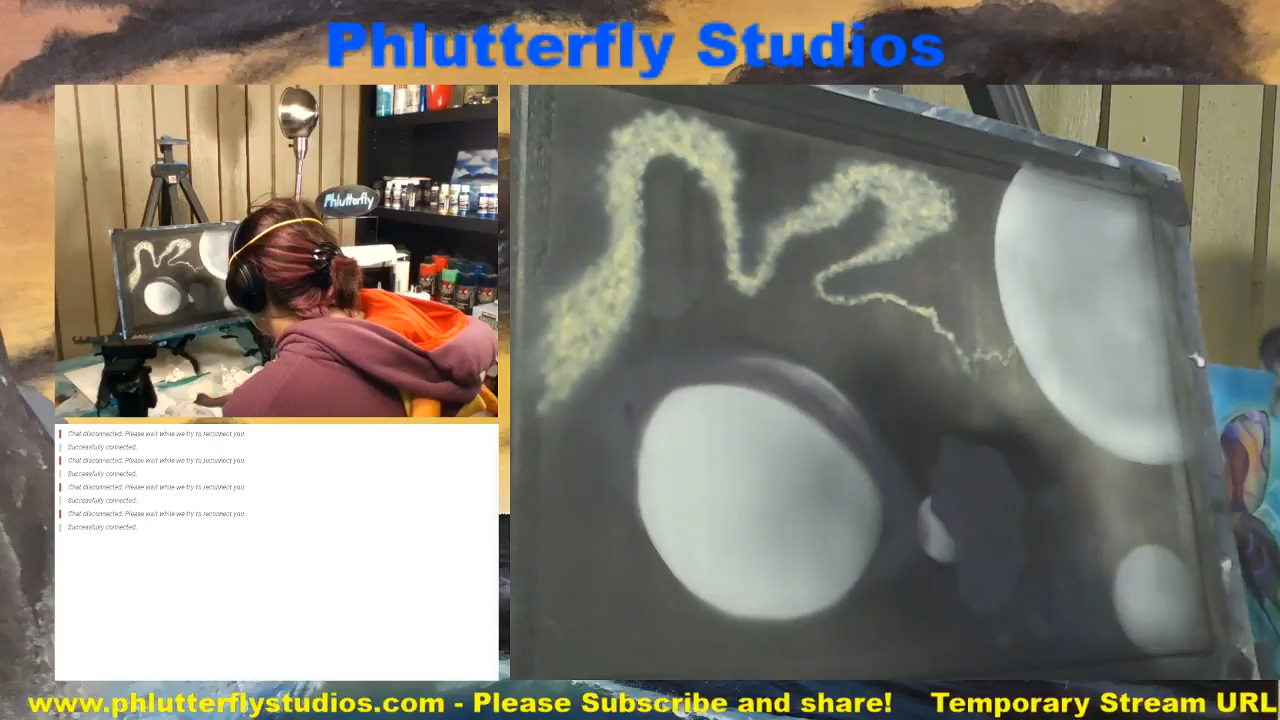 Phlutterfly Studios
Phlutterfly
Chat disconnected. Please wait while we try to reconnect you.
Successfully connected.
Chat disconnected. Please wait while we try to reconnect you.
Successfully connected.
Chat disconnected. Please wait while we try to reconnect you.
Successfully connected.
Chat disconnected. Please wait while we try to reconnect you.
Successfully connected.
www.phlutterflystudios.com - Please Subscribe and share! Temporary Stream URL